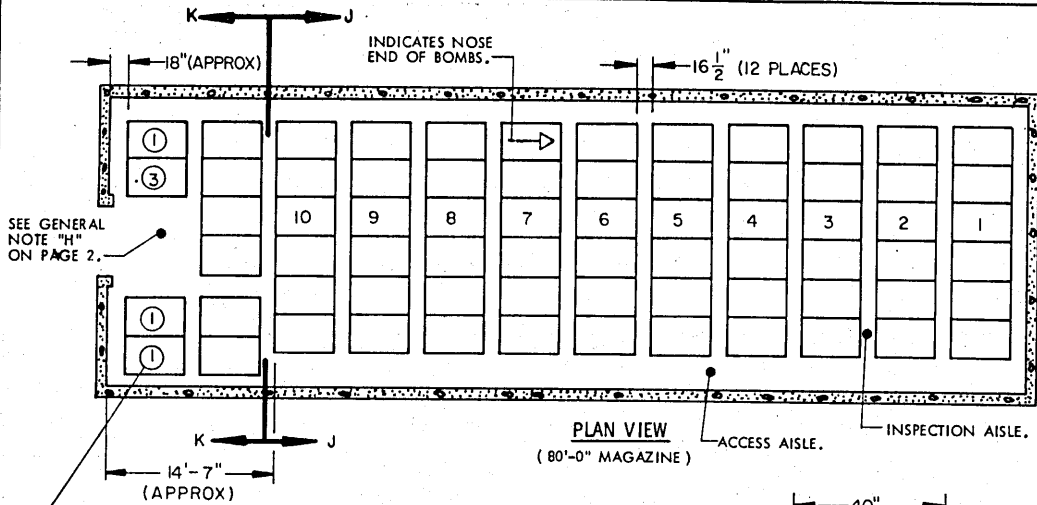 K J
INDICATES NOSE
END OF BOMBS.
18"(APPROX)
16 1/2" (12 PLACES)
1
3
SEE GENERAL
NOTE "H"
ON PAGE 2.
10 9 8 7 6 5 4 3 2 1
1
1
K J
PLAN VIEW
(80'-0" MAGAZINE)
ACCESS AISLE.
INSPECTION AISLE.
14'-7"
(APPROX)